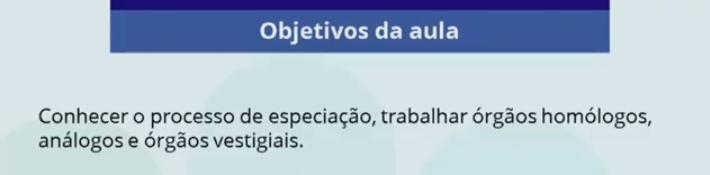 Objetivos da aula
Conhecer o processo de especiação, trabalhar órgãos homólogos,
análogos e órgãos vestigiais.